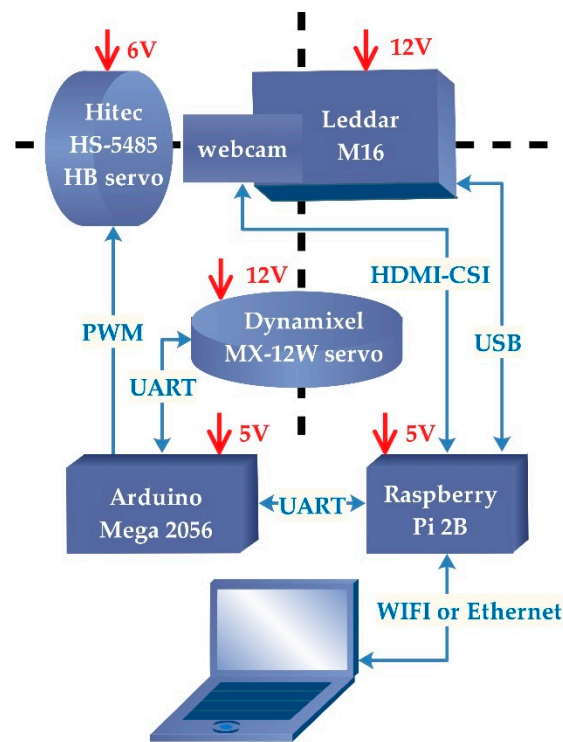 6V
12V
Hitec
HS-5485
HB servo
webcam
Leddar
M16
HDMI-CSI
12V
PWM
Dynamixel
MX-12W servo
USB
UART
5V
5V
Arduino
Mega 2056
UART
Raspberry
Pi 2B
WIFI or Ethernet